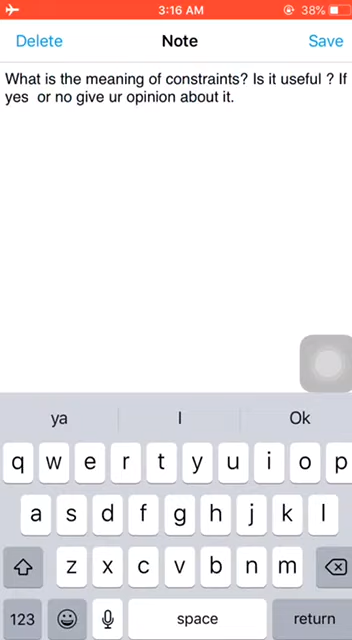 3:16 AM 38%
Delete Note Save
What is the meaning of constraints? Is it useful ? If
yes  or no give ur opinion about it.
ya I Ok
q w e r t y u i o p
a s d f g h j k l
z x c v b n m
123 space return